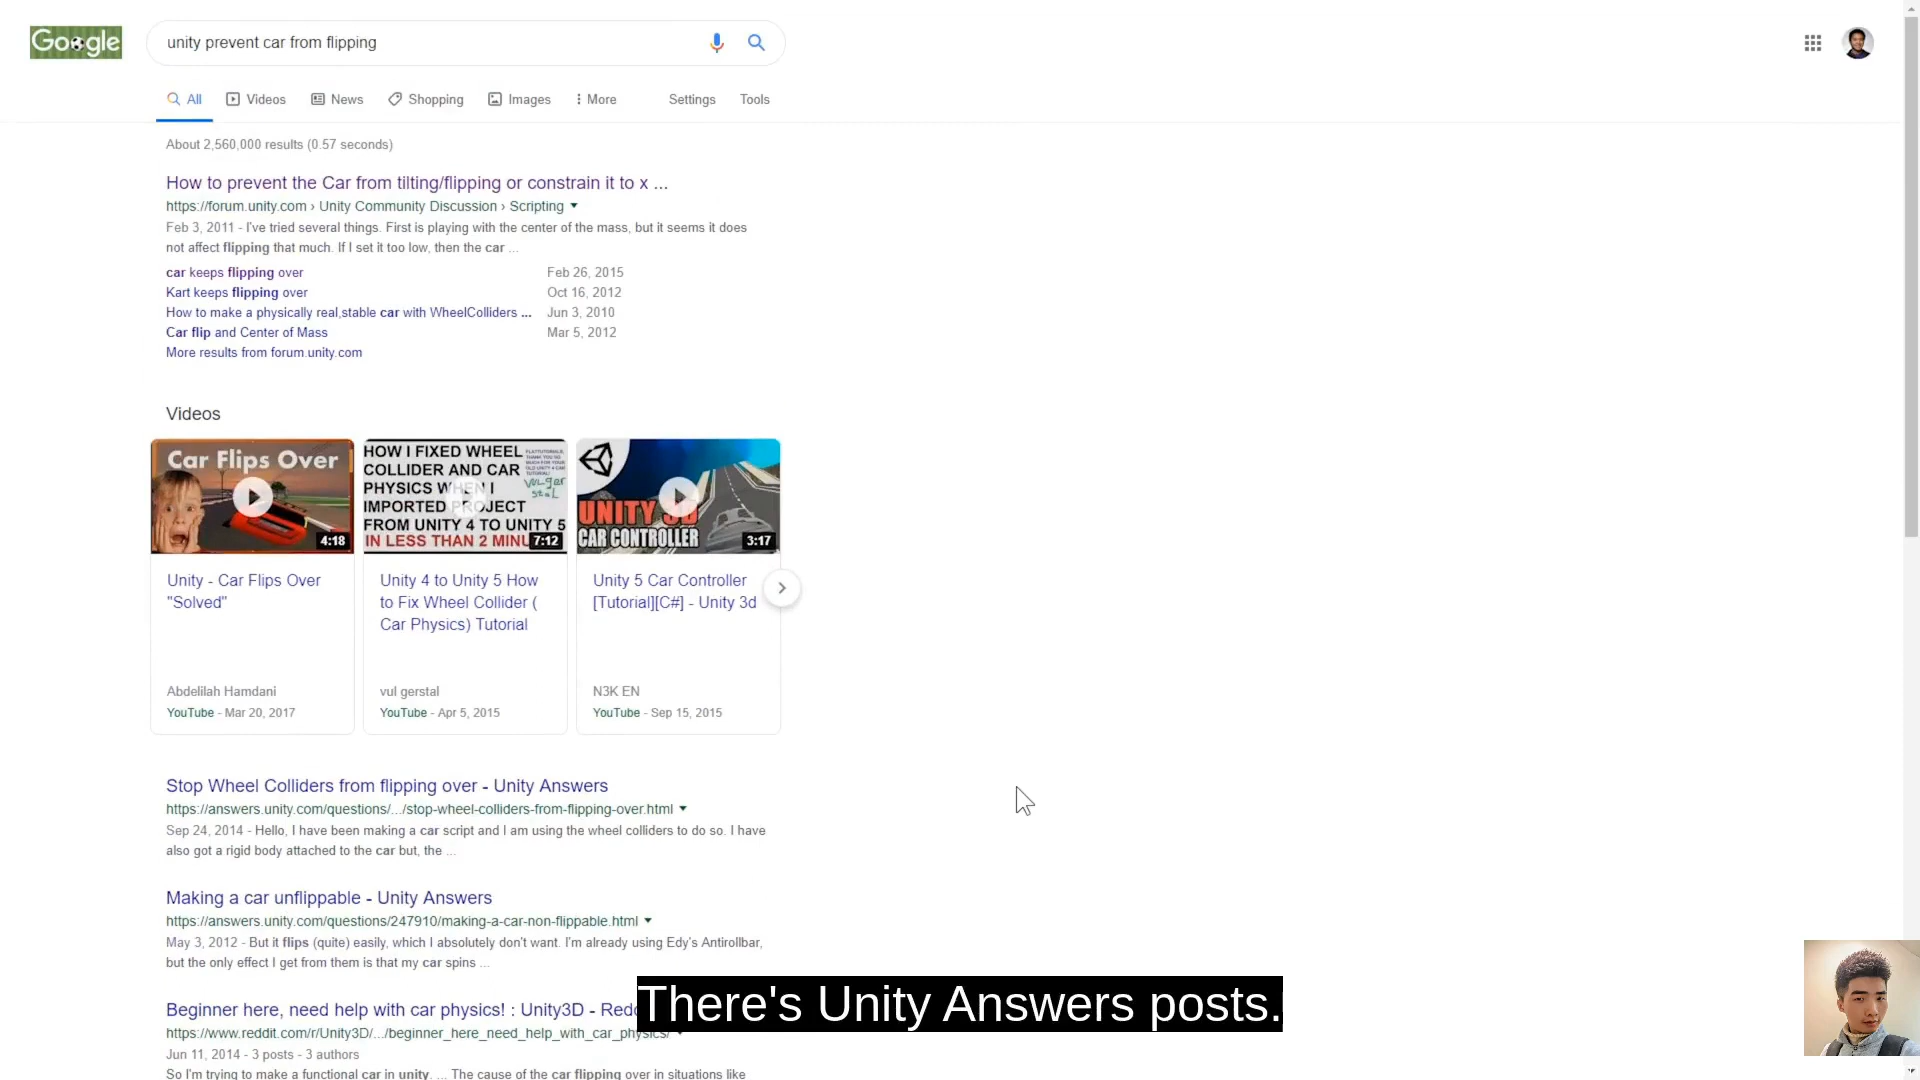 Google
unity prevent car from flipping
All
Videos
News
Shopping
Images
More
Settings
Tools
About 2,560,000 results (0.57 seconds)
How to prevent the Car from tilting/flipping or constrain it to x ...
https://forum.unity.com › Unity Community Discussion › Scripting
Feb 3, 2011 - I've tried several things. First is playing with the center of the mass, but it seems it does
not affect flipping that much. If I set it too low, then the car ...
car keeps flipping over Feb 26, 2015
Kart keeps flipping over Oct 16, 2012
How to make a physically real,stable car with WheelColliders ... Jun 3, 2010
Car flip and Center of Mass Mar 5, 2012
More results from forum.unity.com
Videos
Car Flips Over
4:18
HOW I FIXED WHEEL
COLLIDER AND CAR
PHYSICS WHEN I
IMPORTED PROJECT
FROM UNITY 4 TO UNITY 5
IN LESS THAN 2 MINU
7:12
UNITY 3D
CAR CONTROLLER
3:17
Unity - Car Flips Over
"Solved"
Abdelilah Hamdani
YouTube - Mar 20, 2017
Unity 4 to Unity 5 How
to Fix Wheel Collider (
Car Physics) Tutorial
vul gerstal
YouTube - Apr 5, 2015
Unity 5 Car Controller
[Tutorial][C#] - Unity 3d
N3K EN
YouTube - Sep 15, 2015
Stop Wheel Colliders from flipping over - Unity Answers
https://answers.unity.com/questions/.../stop-wheel-colliders-from-flipping-over.html
Sep 24, 2014 - Hello, I have been making a car script and I am using the wheel colliders to do so. I have
also got a rigid body attached to the car but, the ...
Making a car unflippable - Unity Answers
https://answers.unity.com/questions/247910/making-a-car-non-flippable.html
May 3, 2012 - But it flips (quite) easily, which I absolutely don't want. I'm already using Edy's Antirollbar,
but the only effect I get from them is that my car spins ...
Beginner here, need help with car physics! : Unity3D - Redd
https://www.reddit.com/r/Unity3D/.../beginner_here_need_help_with_car_physics/
Jun 11, 2014 - 3 posts - 3 authors
So I'm trying to make a functional car in unity. ... The cause of the car flipping over in situations like
There's Unity Answers posts.